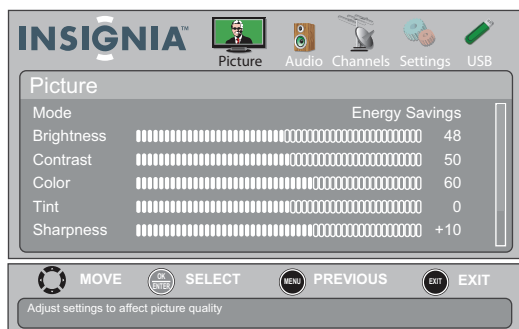 INSIGNIA™
Picture Audio Channels Settings USB
Picture
Mode Energy Savings
Brightness 48
Contrast 50
Color 60
Tint 0
Sharpness +10
MOVE OK ENTER SELECT MENU PREVIOUS EXIT EXIT
Adjust settings to affect picture quality